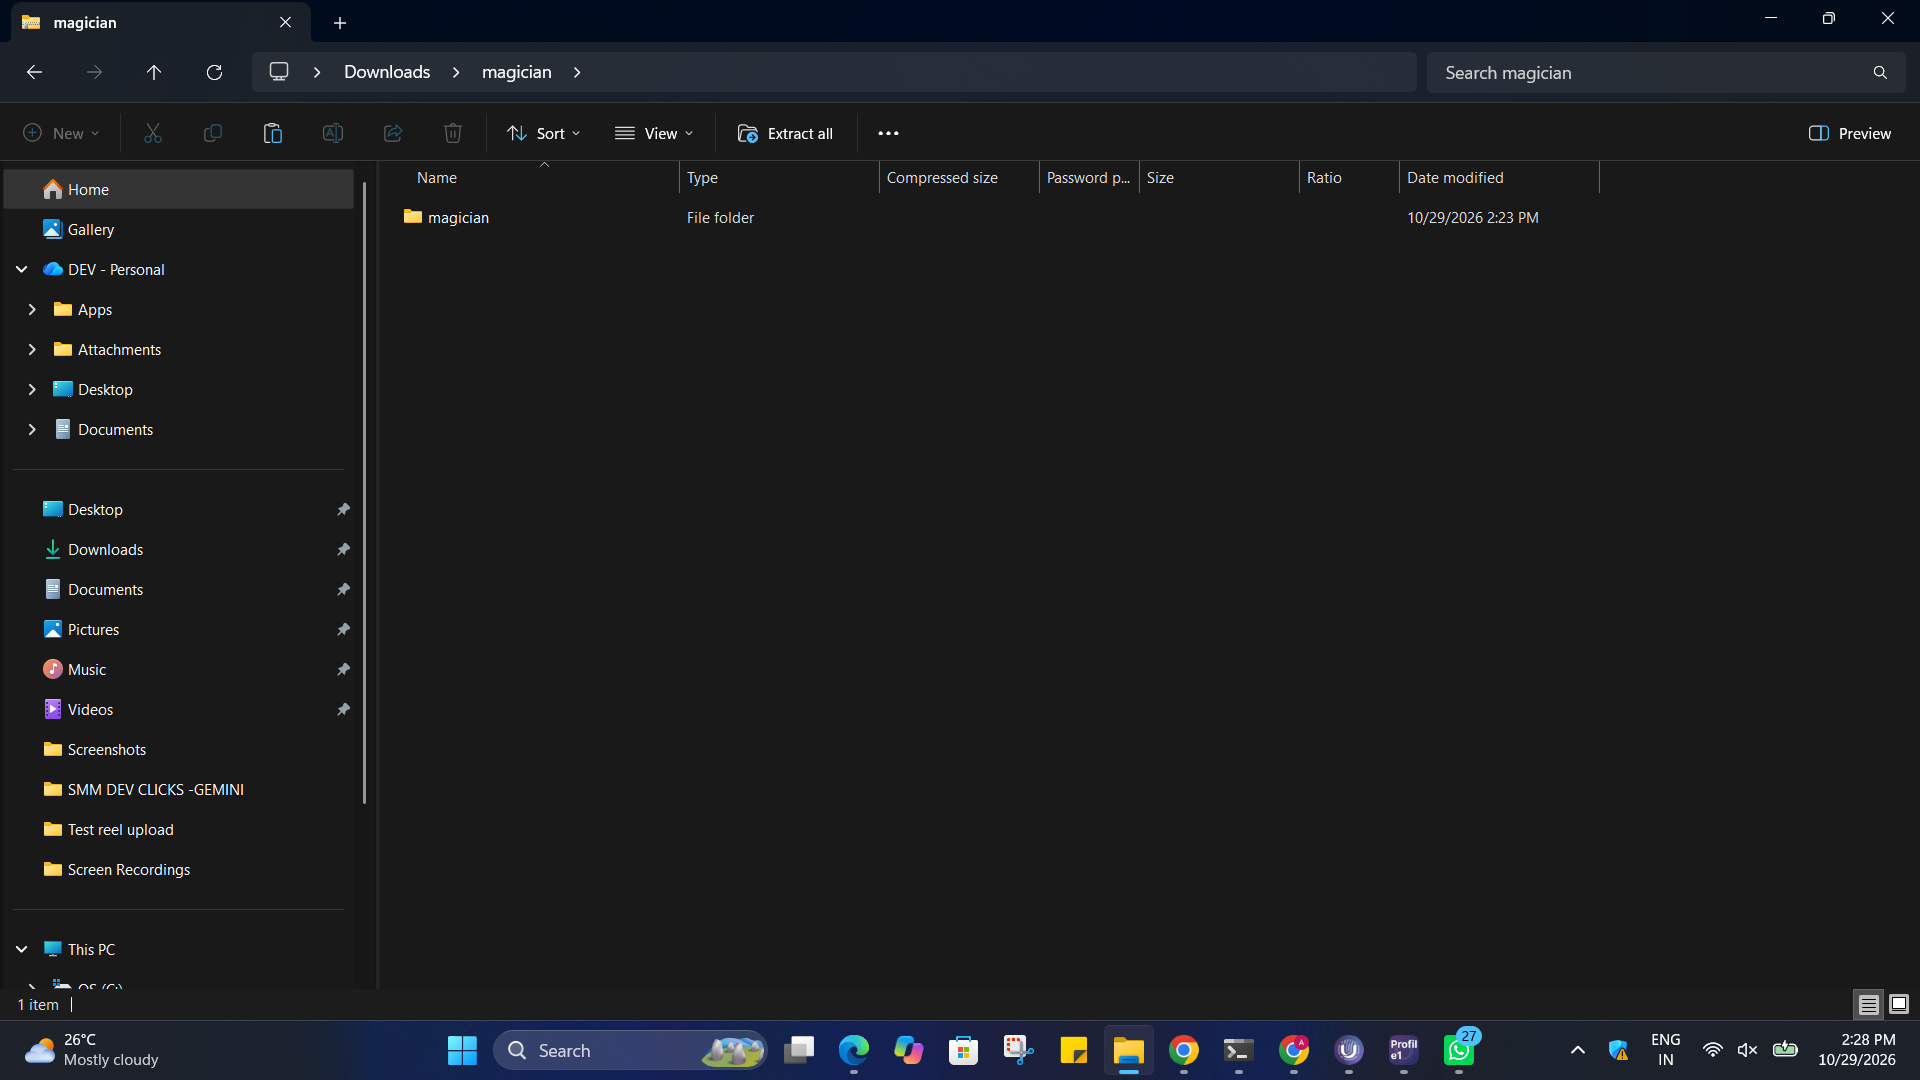 magician
Downloads
magician
Search magician
New
Sort
View
Extract all
Preview
Name
Type
Compressed size
Password p...
Size
Ratio
Date modified
magician
File folder
10/29/2026 2:23 PM
Home
Gallery
DEV - Personal
Apps
Attachments
Desktop
Documents
Desktop
Downloads
Documents
Pictures
Music
Videos
Screenshots
SMM DEV CLICKS -GEMINI
Test reel upload
Screen Recordings
This PC
OS (C:)
1 item
26°C
Mostly cloudy
Search
A
Profil
e1
27
ENG
IN
2:28 PM
10/29/2026